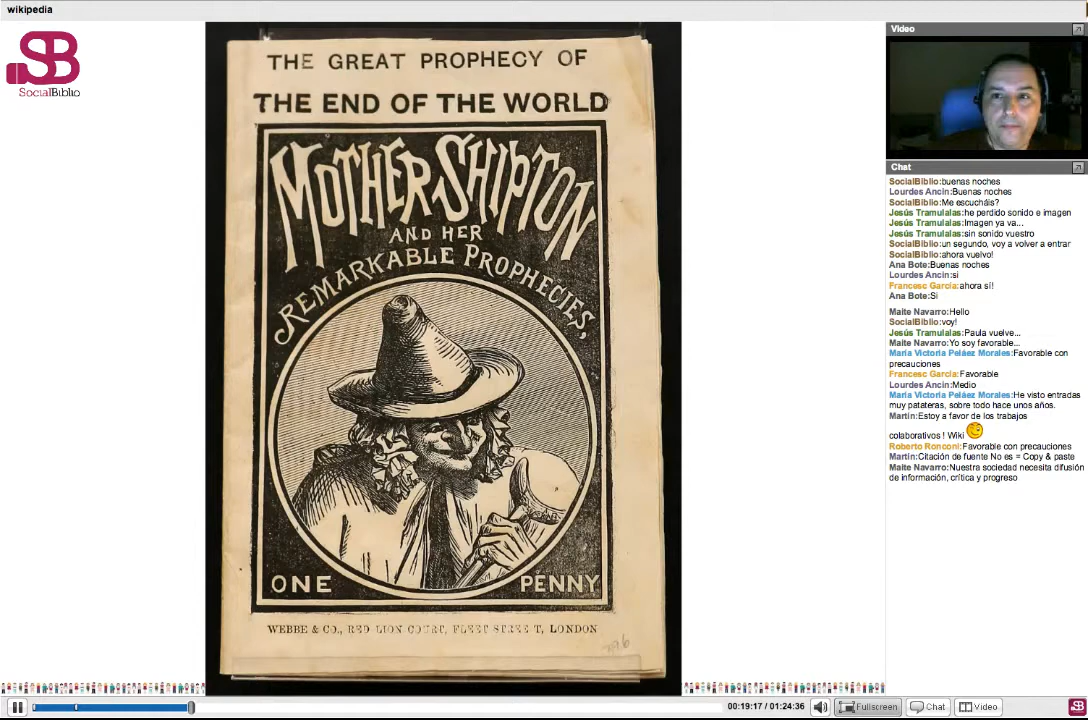 wikipedia
SB
SocialBiblio
THE GREAT PROPHECY OF
THE END OF THE WORLD
MOTHER SHIPTON
AND HER
REMARKABLE PROPHECIES,
ONE PENNY
WEBBE & CO., RED LION COURT, FLEET STREET, LONDON
Video
Chat
SocialBiblio:buenas noches
Lourdes Ancin:Buenas noches
SocialBiblio:Me escucháis?
Jesús Tramulalas:he perdido sonido e imagen
Jesús Tramulalas:Imagen ya va...
Jesús Tramulalas:sin sonido vuestro
SocialBiblio:un segundo, voy a volver a entrar
SocialBiblio:ahora vuelvo!
Ana Bote:Buenas noches
Lourdes Ancin:si
Francesc García:ahora sí!
Ana Bote:Si
Maite Navarro:Hello
SocialBiblio:voy!
Jesús Tramulalas:Paula vuelve...
Maite Navarro:Yo soy favorable...
María Victoria Peláez Morales:Favorable con
precauciones
Francesc García:Favorable
Lourdes Ancin:Medio
María Victoria Peláez Morales:He visto entradas
muy patateras, sobre todo hace unos años.
Martín:Estoy a favor de los trabajos
colaborativos ! Wiki
Roberto Ronconi:Favorable con precauciones
Martín:Citación de fuente No es = Copy & paste
Maite Navarro:Nuestra sociedad necesita difusión
de información, crítica y progreso
00:19:17 / 01:24:36
Fullscreen
Chat
Video
SB